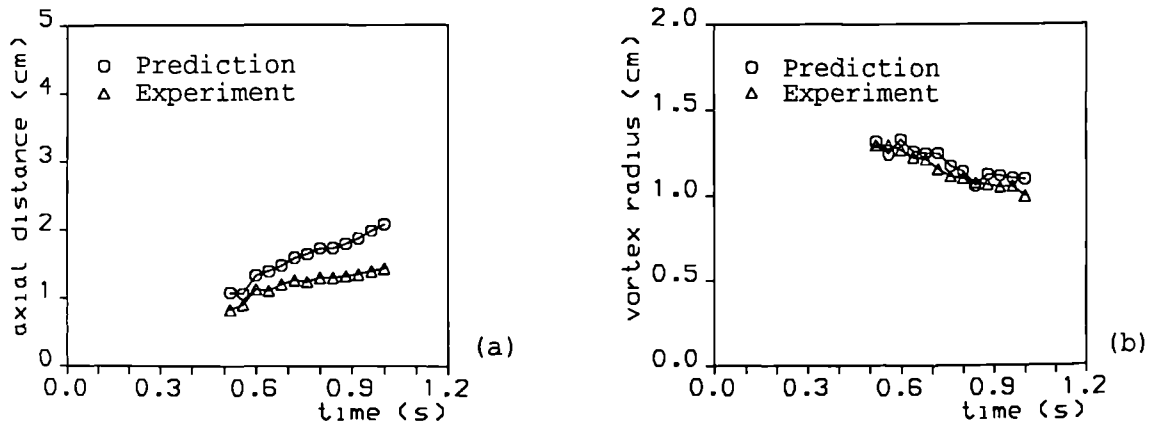 5
4
3
2
1
0
axial distance (cm)
Prediction
Experiment
0.0
0.3
0.6
0.9
1.2
time (s)
(a)
2.0
1.5
1.0
0.5
0.0
vortex radius (cm)
Prediction
Experiment
0.0
0.3
0.6
0.9
1.2
time (s)
(b)